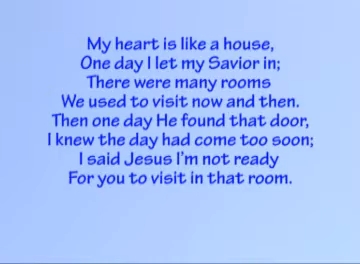 My heart is like a house,
One day I let my Savior in;
There were many rooms
We used to visit now and then.
Then one day He found that door,
I knew the day had come too soon;
I said Jesus I'm not ready
For you to visit in that room.